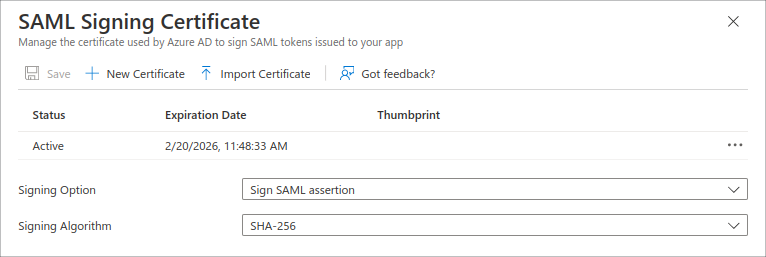 SAML Signing Certificate
Manage the certificate used by Azure AD to sign SAML tokens issued to your app
Save New Certificate Import Certificate Got feedback?
Status Expiration Date Thumbprint
Active 2/20/2026, 11:48:33 AM
Signing Option Sign SAML assertion
Signing Algorithm SHA-256